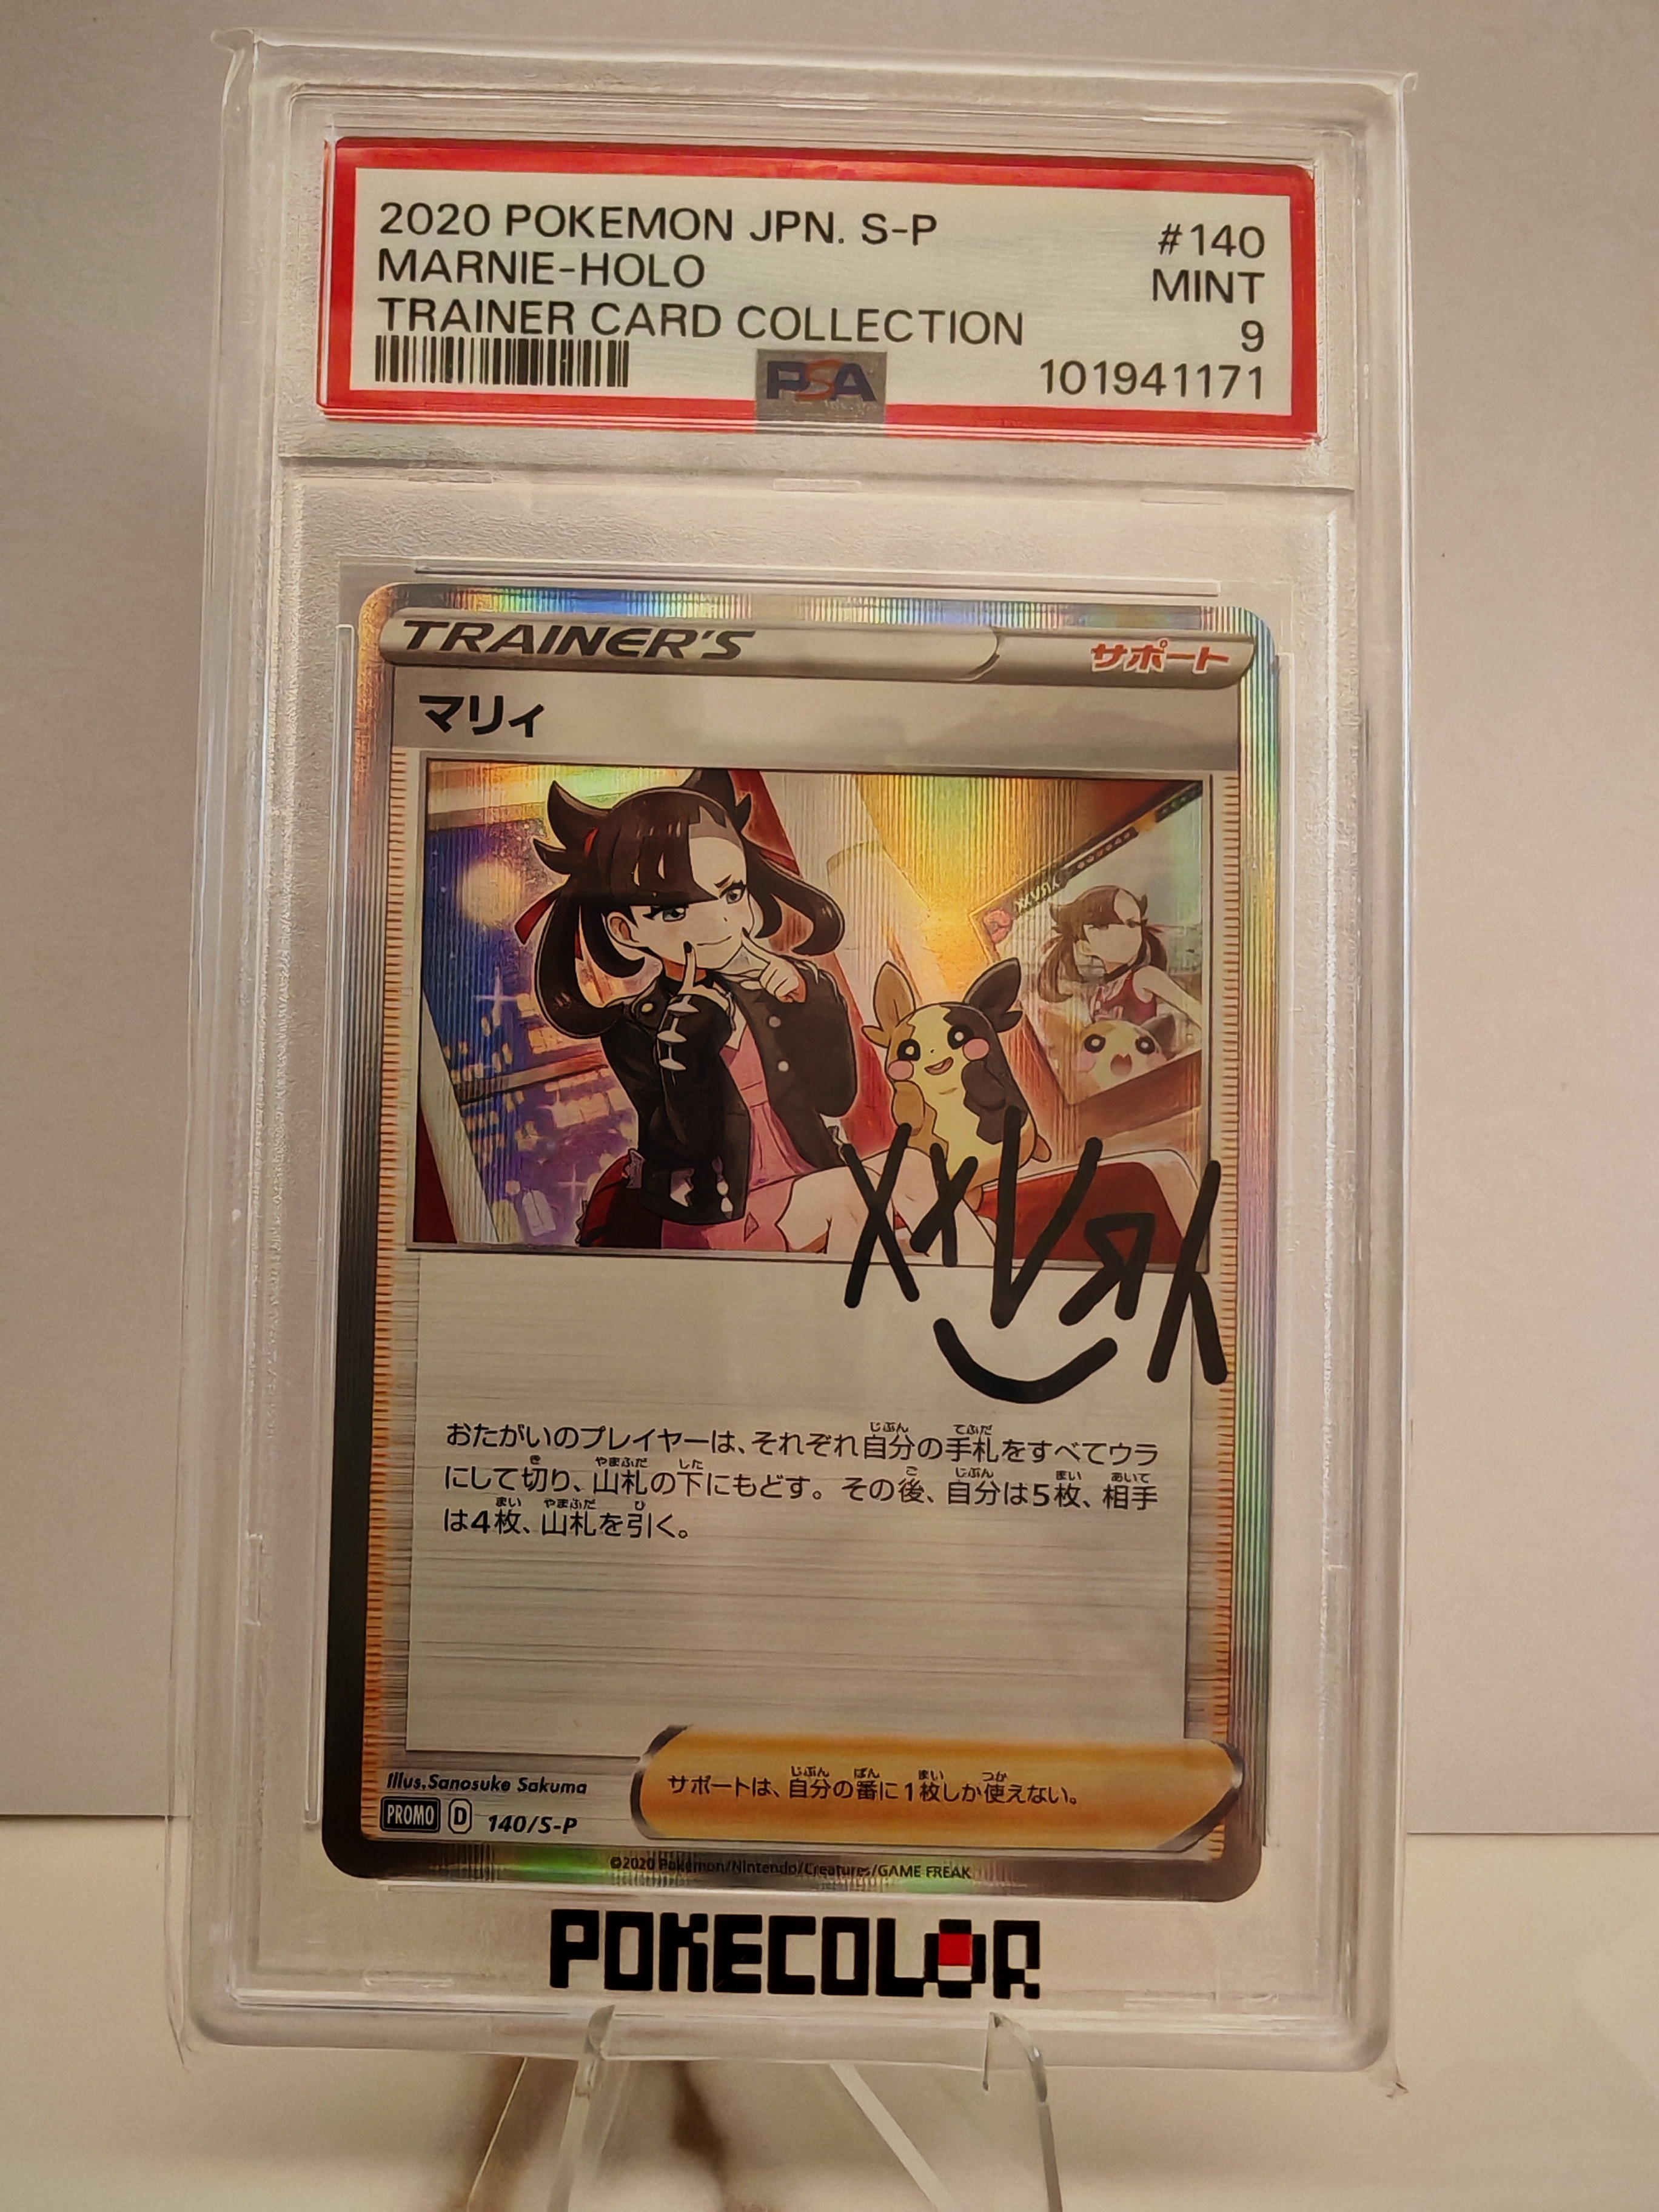 2020 POKEMON JPN. S-P #140
MARNIE-HOLO MINT
TRAINER CARD COLLECTION 9
PSA 101941171
TRAINER'S サポート
マリィ
おたがいのプレイヤーは、それぞれ自分の手札をすべてウラ
にして切り、山札の下にもどす。その後、自分は5枚、相手
は4枚、山札を引く。
Illus.Sanosuke Sakuma
サポートは、自分の番に1枚しか使えない。
PROMO D 140/S-P
©2020 Pokémon/Nintendo/Creatures/GAME FREAK
POKECOLOR